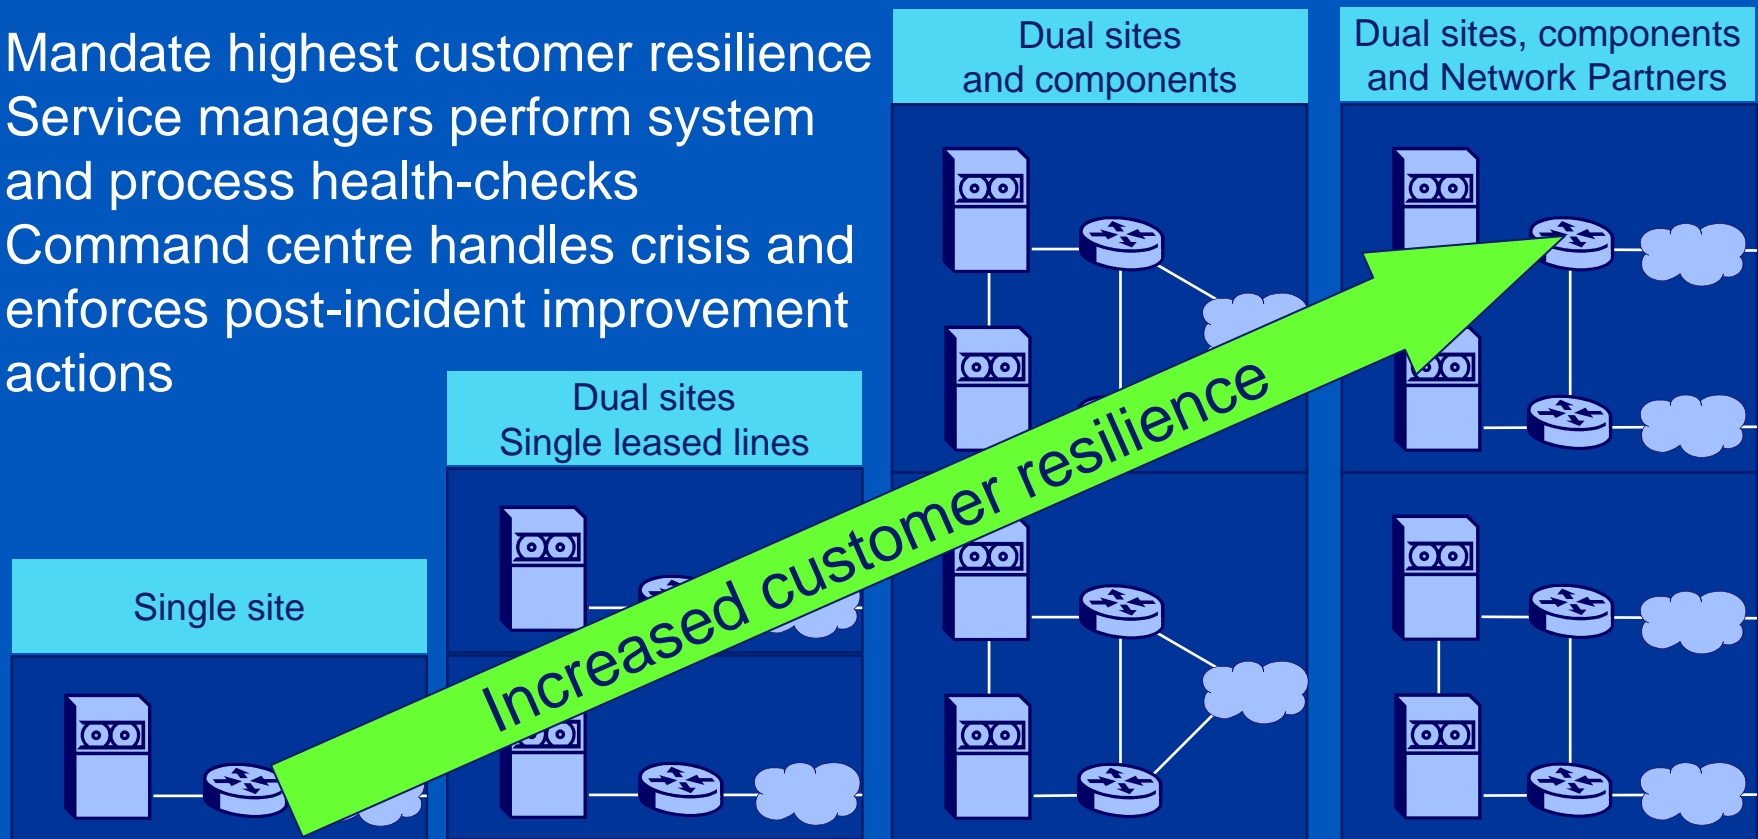 Mandate highest customer resilience
Service managers perform system
and process health-checks
Command centre handles crisis and
enforces post-incident improvement
actions
Single site
Dual sites
Single leased lines
Dual sites
and components
Dual sites, components
and Network Partners
Increased customer resilience